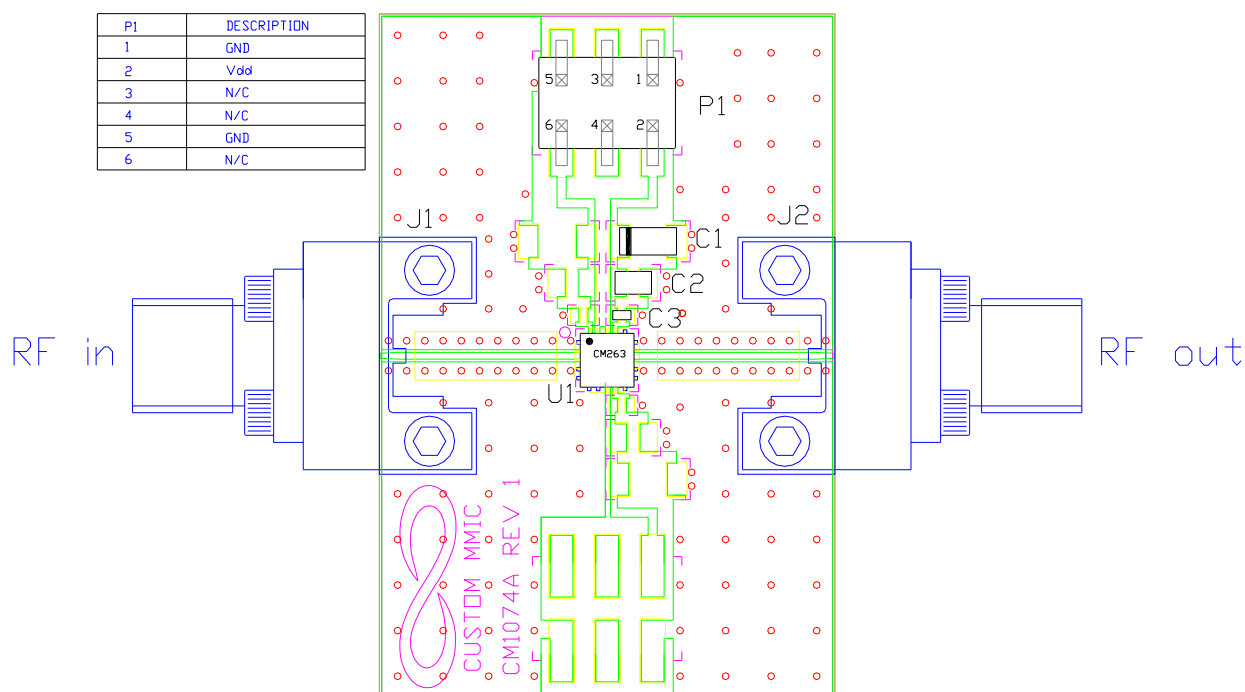 P1 DESCRIPTION
1 GND
2 Vdd
3 N/C
4 N/C
5 GND
6 N/C
5 3 1
6 4 2
P1
J1
J2
C1
C2
C3
RF in
CM263
RF out
U1
CUSTOM MMIC
CM1074A REV 1